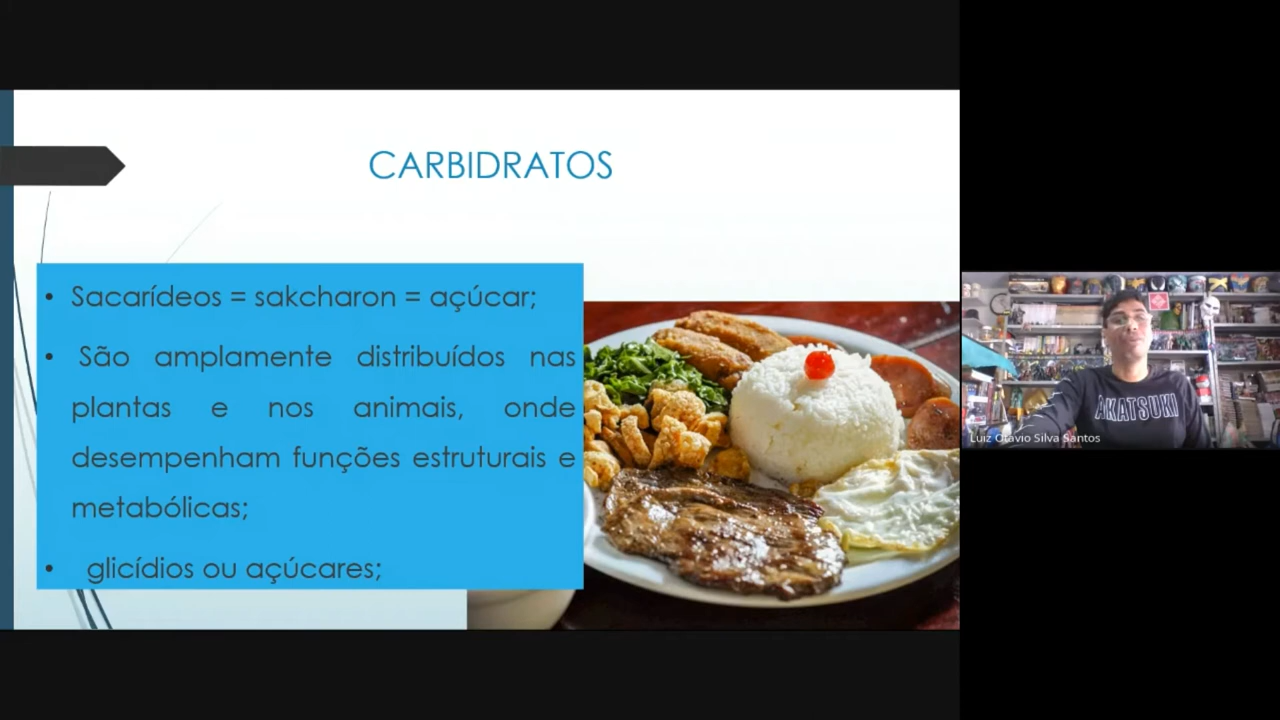 CARBIDRATOS
• Sacarídeos = sakcharon = açúcar;
• São amplamente distribuídos nas
plantas e nos animais, onde
desempenham funções estruturais e
metabólicas;
• glicídios ou açúcares;
AKATSUKI
Luiz Otavio Silva Santos